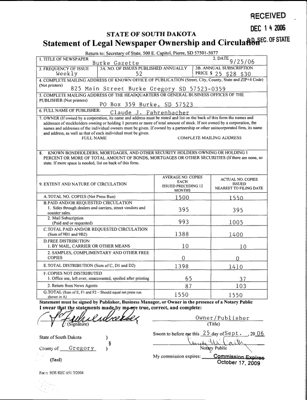 RECEIVED
DEC 14 2006
S.D. SEC. OF STATE
STATE OF SOUTH DAKOTA
Statement of Legal Newspaper Ownership and Circulation
Return to: Secretary of State, 500 E. Capitol, Pierre, SD 57501-5077
1. TITLE OF NEWSPAPER Burke Gazette
2. DATE 9/25/06
3. FREQUENCY OF ISSUE Weekly
3A. NO. OF ISSUES PUBLISHED ANNUALLY 52
3B. ANNUAL SUBSCRIPTION PRICE $ 25 $28 $30
4. COMPLETE MAILING ADDRESS OF KNOWN OFFICE OF PUBLICATION (Street, City, County, State and ZIP+4 Code)
(Not printers)
825 Main Street Burke Gregory SD 57523-0359
5. COMPLETE MAILING ADDRESS OF THE HEADQUARTERS OR GENERAL BUSINESS OFFICES OF THE
PUBLISHER (Not printers)
PO Box 359 Burke, SD 57523
6. FULL NAME OF PUBLISHER: Claude J. Fahrenbacher
7. OWNER (If owned by a corporation, its name and address must be stated and list on the back of this form the names and
addresses of stockholders owning or holding 1 percent or more of total amount of stock. If not owned by a corporation, the
names and addresses of the individual owners must be given. If owned by a partnership or other unincorporated firm, its name
and address, as well as that of each individual must be given.
FULL NAME COMPLETE MAILING ADDRESS
8. KNOWN BONDHOLDERS, MORTGAGEES, AND OTHER SECURITY HOLDERS OWNING OR HOLDING 1
PERCENT OR MORE OF TOTAL AMOUNT OF BONDS, MORTGAGES OR OTHER SECURITIES (If there are none, so
state. If more space is needed, list on back of this form.
9. EXTENT AND NATURE OF CIRCULATION
AVERAGE NO. COPIES EACH ISSUED PRECEDING 12 MONTHS
ACTUAL NO. COPIES ISSUED NEAREST TO FILING DATE
A. TOTAL NO. COPIES (Net Press Run) 1500 1550
B. PAID AND/OR REQUESTED CIRCULATION
1. Sales through dealers and carriers, street vendors and
counter sales. 395 395
2. Mail Subscription
(Paid and or requested) 993 1005
C. TOTAL PAID AND/OR REQUESTED CIRCULATION
(Sum of 9B1 and 9B2) 1388 1400
D. FREE DISTRIBUTION
1. BY MAIL, CARRIER OR OTHER MEANS 10 10
2. SAMPLES, COMPLIMENTARY AND OTHER FREE
COPIES 0 0
E. TOTAL DISTRIBUTION (Sum of C, D1 and D2) 1398 1410
F. COPIES NOT DISTRIBUTED
1. Office use, left over, unaccounted, spoiled after printing 65 37
2. Return from News Agents 87 103
G. TOTAL (Sum of E, F1 and F2 - Should equal net press run
shown in A) 1550 1550
Statement must be signed by Publisher, Business Manager, or Owner in the presence of a Notary Public
I swear that the statements made by me are true, correct, and complete:
(Signature)
Owner/Publisher
(Title)
State of South Dakota )
§
County of Gregory )
(Seal)
Sworn to before me this 25 day of Sept. , 2006
Notary Public
My commission expires: Commission Expires
October 17, 2009